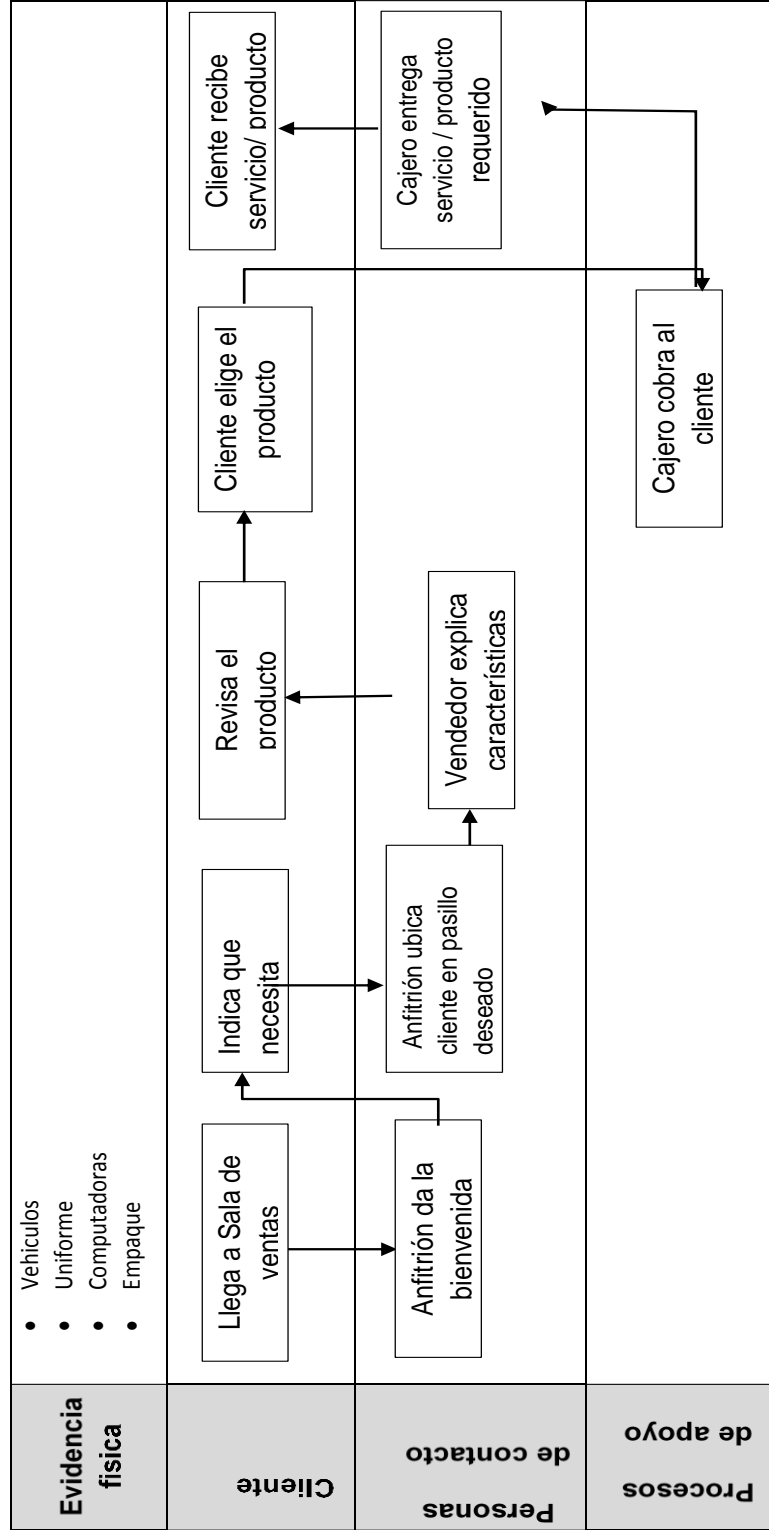 Evidencia
fisica
• Vehiculos
• Uniforme
• Computadoras
• Empaque
Cliente
Llega a Sala de
ventas
Indica que
necesita
Revisa el
producto
Cliente elige el
producto
Cliente recibe
servicio/ producto
Personas
de contacto
Anfitrión da la
bienvenida
Anfitrión ubica
cliente en pasillo
deseado
Vendedor explica
características
Cajero entrega
servicio / producto
requerido
Procesos
de apoyo
Cajero cobra al
cliente